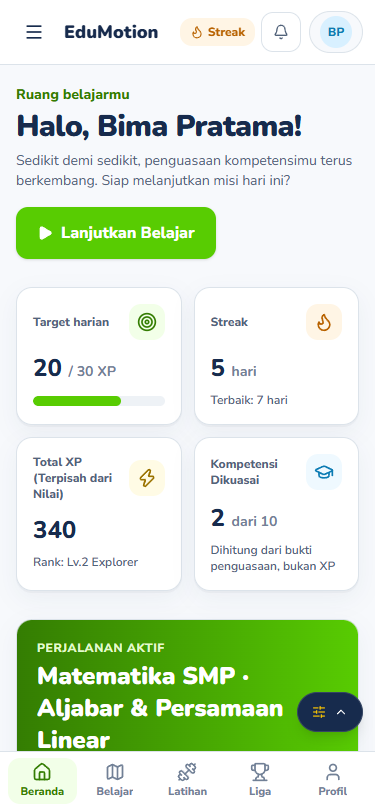 EduMotion
Streak
BP
Ruang belajarmu
Halo, Bima Pratama!
Sedikit demi sedikit, penguasaan kompetensimu terus
berkembang. Siap melanjutkan misi hari ini?
Lanjutkan Belajar
Target harian
20 / 30 XP
Streak
5 hari
Terbaik: 7 hari
Total XP
(Terpisah dari
Nilai)
340
Rank: Lv.2 Explorer
Kompetensi
Dikuasai
2 dari 10
Dihitung dari bukti
penguasaan, bukan XP
PERJALANAN AKTIF
Matematika SMP ·
Aljabar & Persamaan
Linear
Beranda
Belajar
Latihan
Liga
Profil